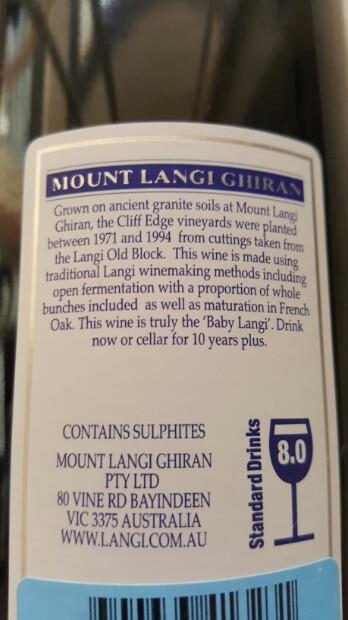 MOUNT LANGI GHIRAN
Grown on ancient granite soils at Mount Langi
Ghiran, the Cliff Edge vineyards were planted
between 1971 and 1994 from cuttings taken from
the Langi Old Block. This wine is made using
traditional Langi winemaking methods including
open fermentation with a proportion of whole
bunches included as well as maturation in French
Oak. This wine is truly the ‘Baby Langi’. Drink
now or cellar for 10 years plus.
CONTAINS SULPHITES
MOUNT LANGI GHIRAN
PTY LTD
80 VINE RD BAYINDEEN
VIC 3375 AUSTRALIA
WWW.LANGI.COM.AU
Standard Drinks
8.0